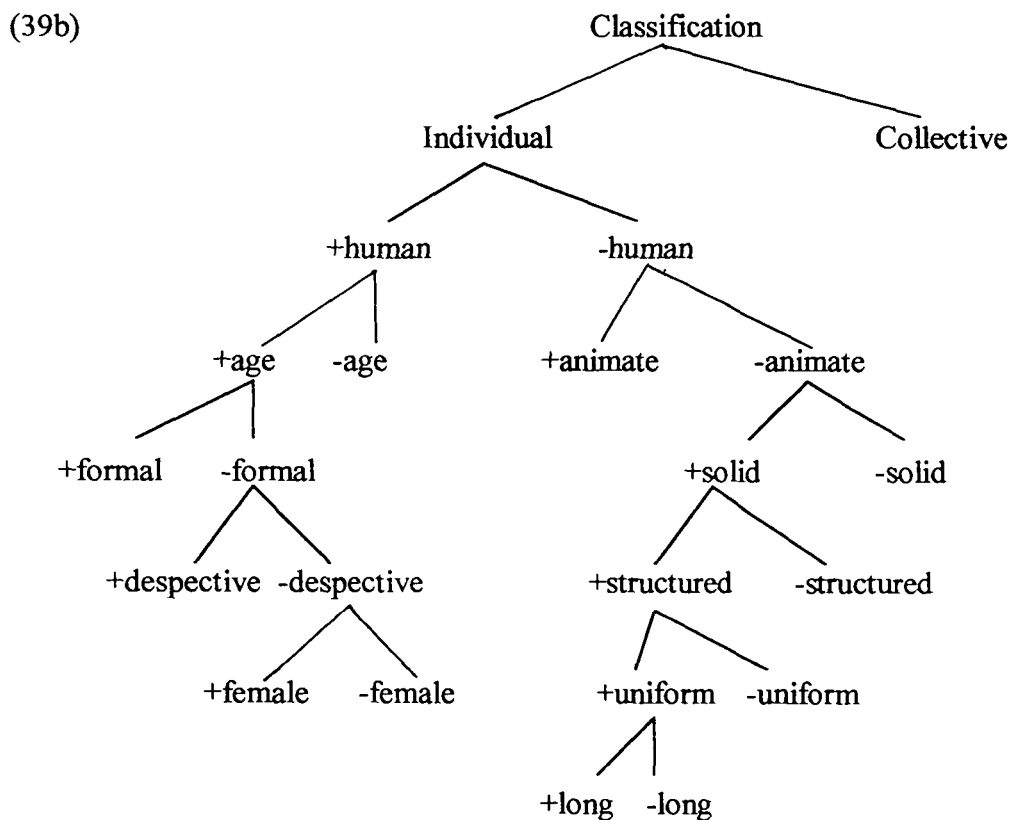 (39b) Classification
Individual Collective
+human -human
+age -age +animate -animate
+formal -formal +solid -solid
+despective -despective +structured -structured
+female -female +uniform -uniform
+long -long